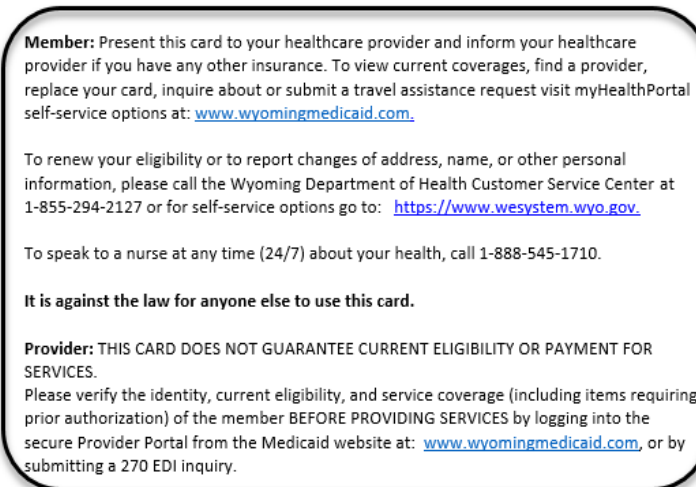 Member: Present this card to your healthcare provider and inform your healthcare
provider if you have any other insurance. To view current coverages, find a provider,
replace your card, inquire about or submit a travel assistance request visit myHealthPortal
self-service options at: www.wyomingmedicaid.com.
To renew your eligibility or to report changes of address, name, or other personal
information, please call the Wyoming Department of Health Customer Service Center at
1-855-294-2127 or for self-service options go to: https://www.wesystem.wyo.gov.
To speak to a nurse at any time (24/7) about your health, call 1-888-545-1710.
It is against the law for anyone else to use this card.
Provider: THIS CARD DOES NOT GUARANTEE CURRENT ELIGIBILITY OR PAYMENT FOR
SERVICES.
Please verify the identity, current eligibility, and service coverage (including items requiring
prior authorization) of the member BEFORE PROVIDING SERVICES by logging into the
secure Provider Portal from the Medicaid website at: www.wyomingmedicaid.com, or by
submitting a 270 EDI inquiry.